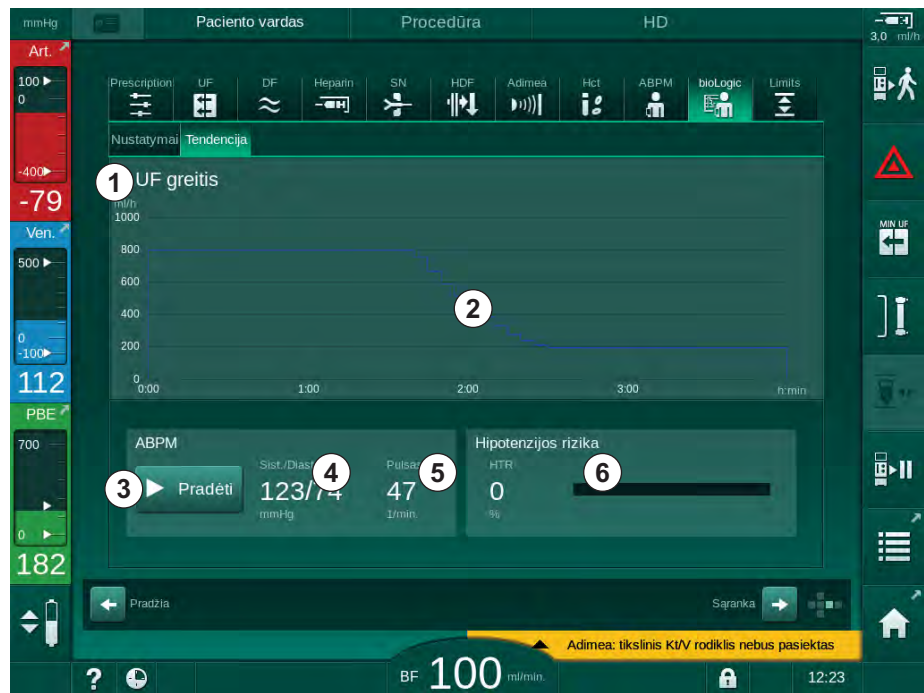 mmHg
Paciento vardas
Procedūra
HD
3,0 ml/h
Art.
100
0
-400
-79
Ven.
500
0
-100
112
PBE
700
0
182
Prescription
UF
DF
Heparin
SN
HDF
Adimea
Hct
ABPM
bioLogic
Limits
Nustatymai
Tendencija
1
UF greitis
ml/h
1000
800
600
400
200
0
0:00
1:00
2:00
3:00
h:min
2
ABPM
3
Pradėti
Sist./Diast
4
123/74
mmHg
5
47
1/min.
Hipotenzijos rizika
HTR
6
0
%
MIN UF
Pradžia
Sąranka
Adimea: tikslinis Kt/V rodiklis nebus pasiektas
?
BF 100 ml/min.
12:23